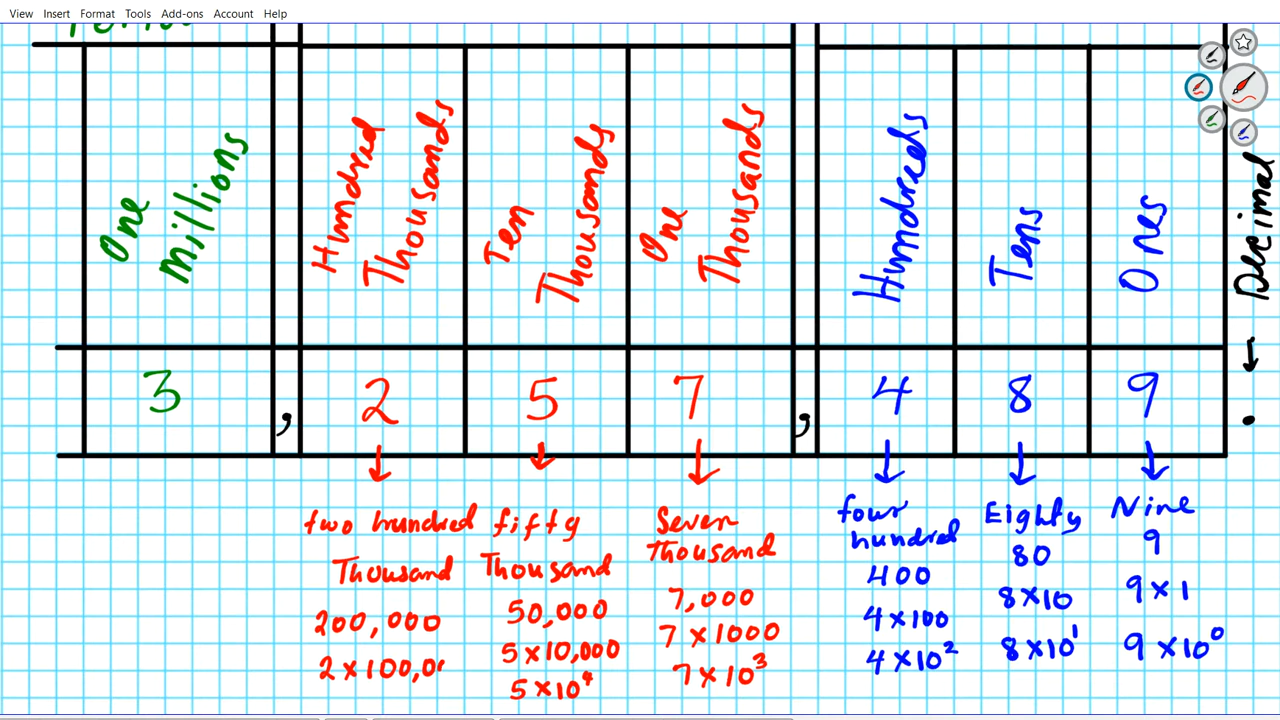 View Insert Format Tools Add-ons Account Help
One Millions
Hundred Thousands
Ten Thousands
One Thousands
Hundreds
Tens
Ones
Decimal
3 , 2 5 7 , 4 8 9 .
two hundred
Thousand
200,000
2 × 100,0
fifty
Thousand
50,000
5 × 10,000
5 × 10⁴
Seven
thousand
7,000
7 × 1000
7 × 10³
four
hundred
400
4 × 100
4 × 10²
Eighty
80
8 × 10
8 × 10¹
Nine
9
9 × 1
9 × 10⁰